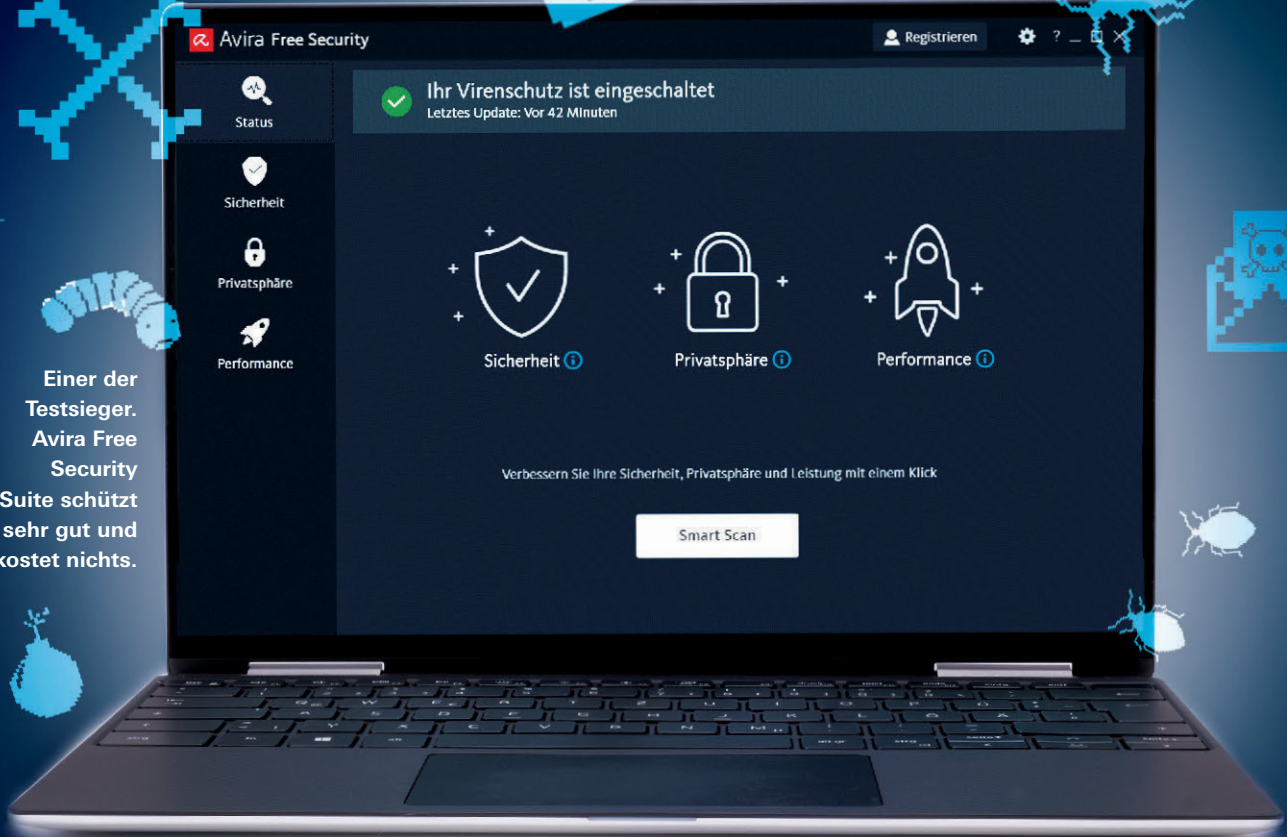 Avira Free Security
Registrieren
?
Status
Sicherheit
Privatsphäre
Performance
Ihr Virenschutz ist eingeschaltet
Letztes Update: Vor 42 Minuten
Sicherheit
Privatsphäre
Performance
Verbessern Sie Ihre Sicherheit, Privatsphäre und Leistung mit einem Klick
Smart Scan
Einer der
Testsieger.
Avira Free
Security
Suite schützt
sehr gut und
kostet nichts.